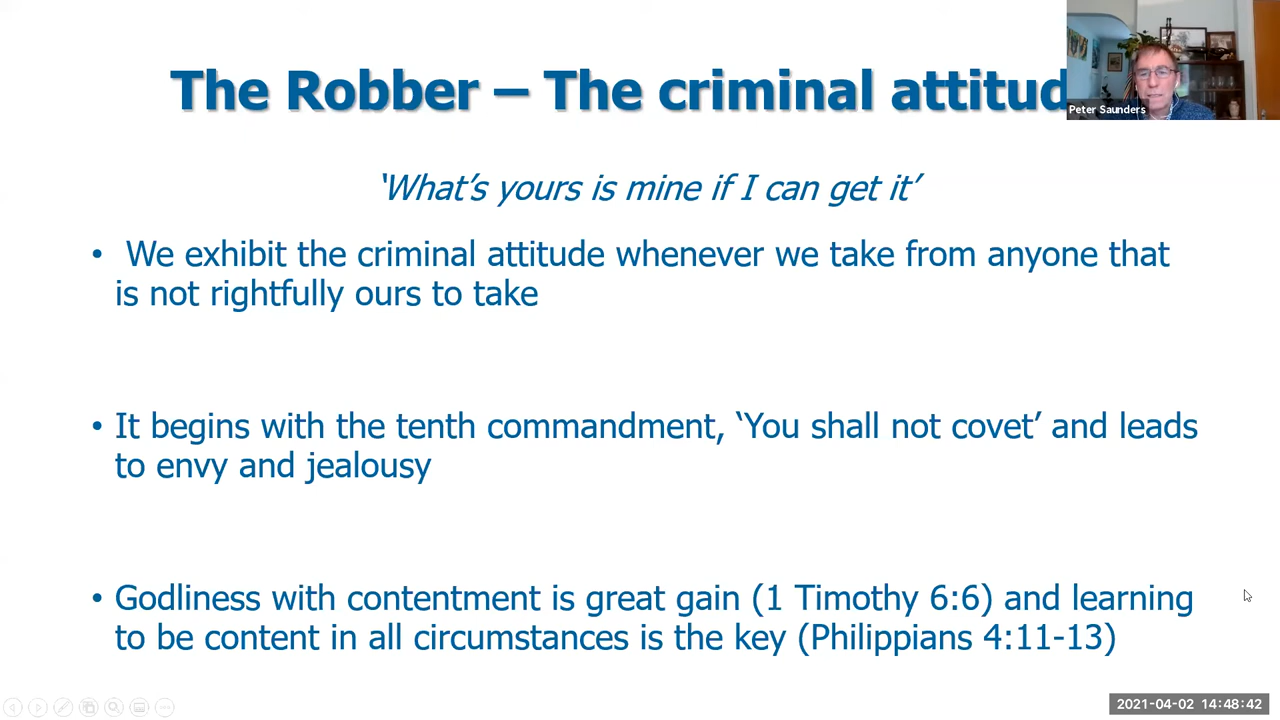 The Robber – The criminal attitud
Peter Saunders
‘What’s yours is mine if I can get it’
• We exhibit the criminal attitude whenever we take from anyone that
is not rightfully ours to take
• It begins with the tenth commandment, ‘You shall not covet’ and leads
to envy and jealousy
• Godliness with contentment is great gain (1 Timothy 6:6) and learning
to be content in all circumstances is the key (Philippians 4:11-13)
2021-04-02 14:48:42